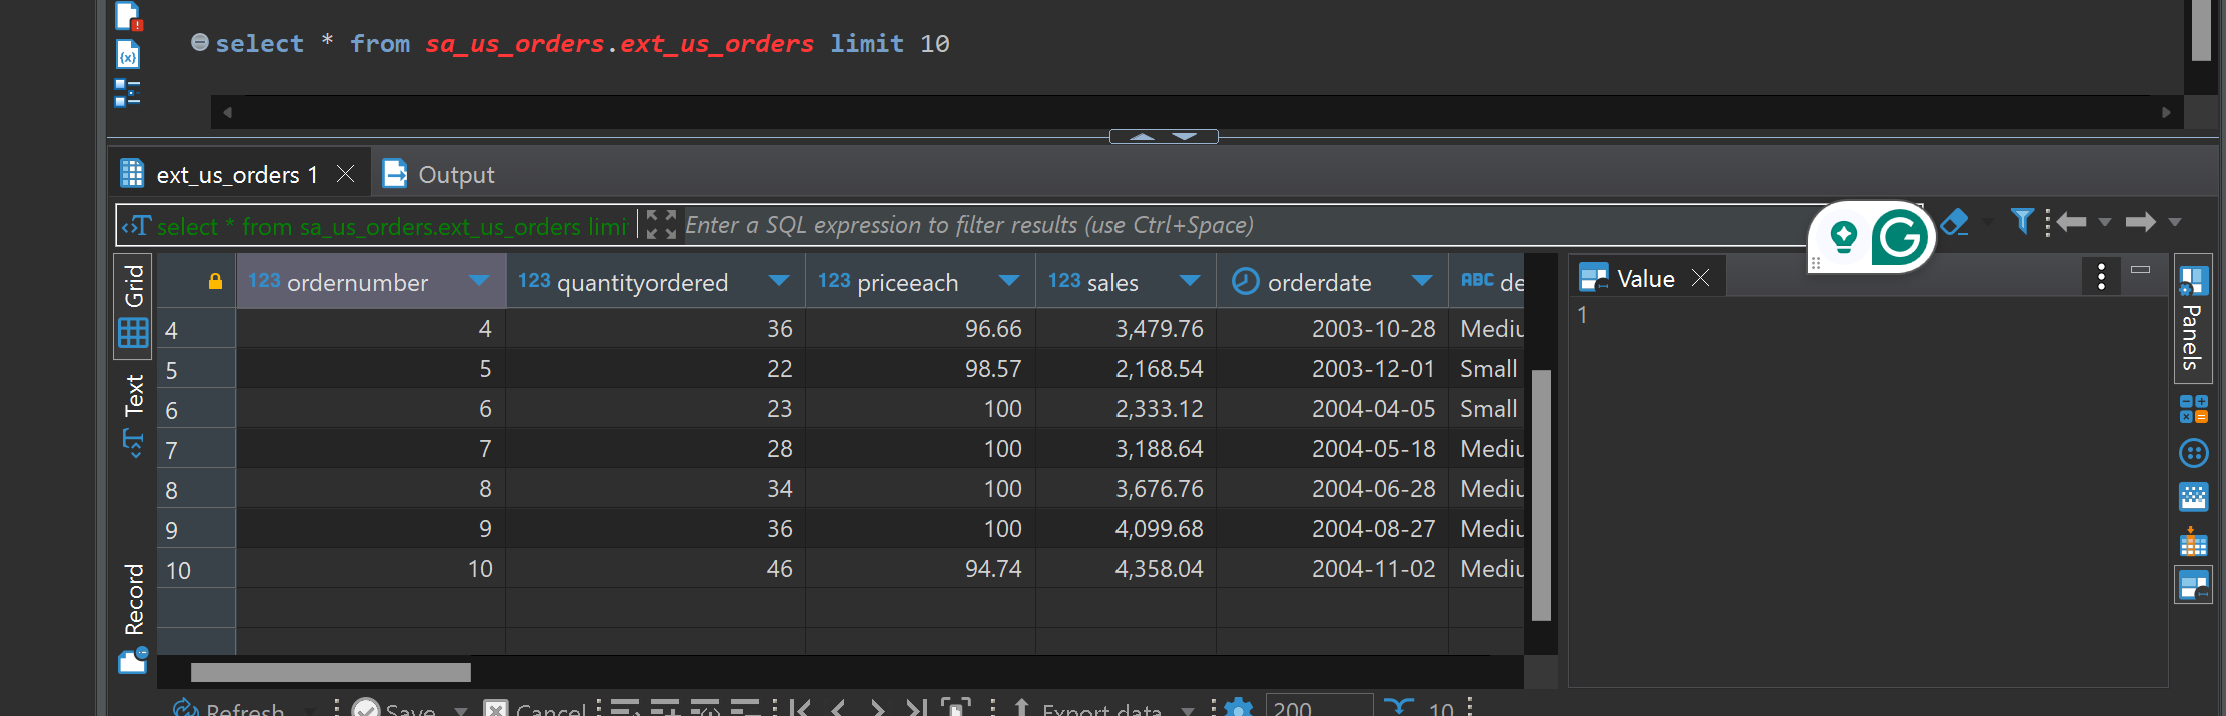 select * from sa_us_orders.ext_us_orders limit 10
ext_us_orders 1 Output
select * from sa_us_orders.ext_us_orders limi Enter a SQL expression to filter results (use Ctrl+Space)
Grid
Text
Record
123 ordernumber 123 quantityordered 123 priceeach 123 sales orderdate ABC de
4 4 36 96.66 3,479.76 2003-10-28 Mediu
5 5 22 98.57 2,168.54 2003-12-01 Small
6 6 23 100 2,333.12 2004-04-05 Small
7 7 28 100 3,188.64 2004-05-18 Mediu
8 8 34 100 3,676.76 2004-06-28 Mediu
9 9 36 100 4,099.68 2004-08-27 Mediu
10 10 46 94.74 4,358.04 2004-11-02 Mediu
Value
1
Panels
Refresh Save Cancel Export data 200 10